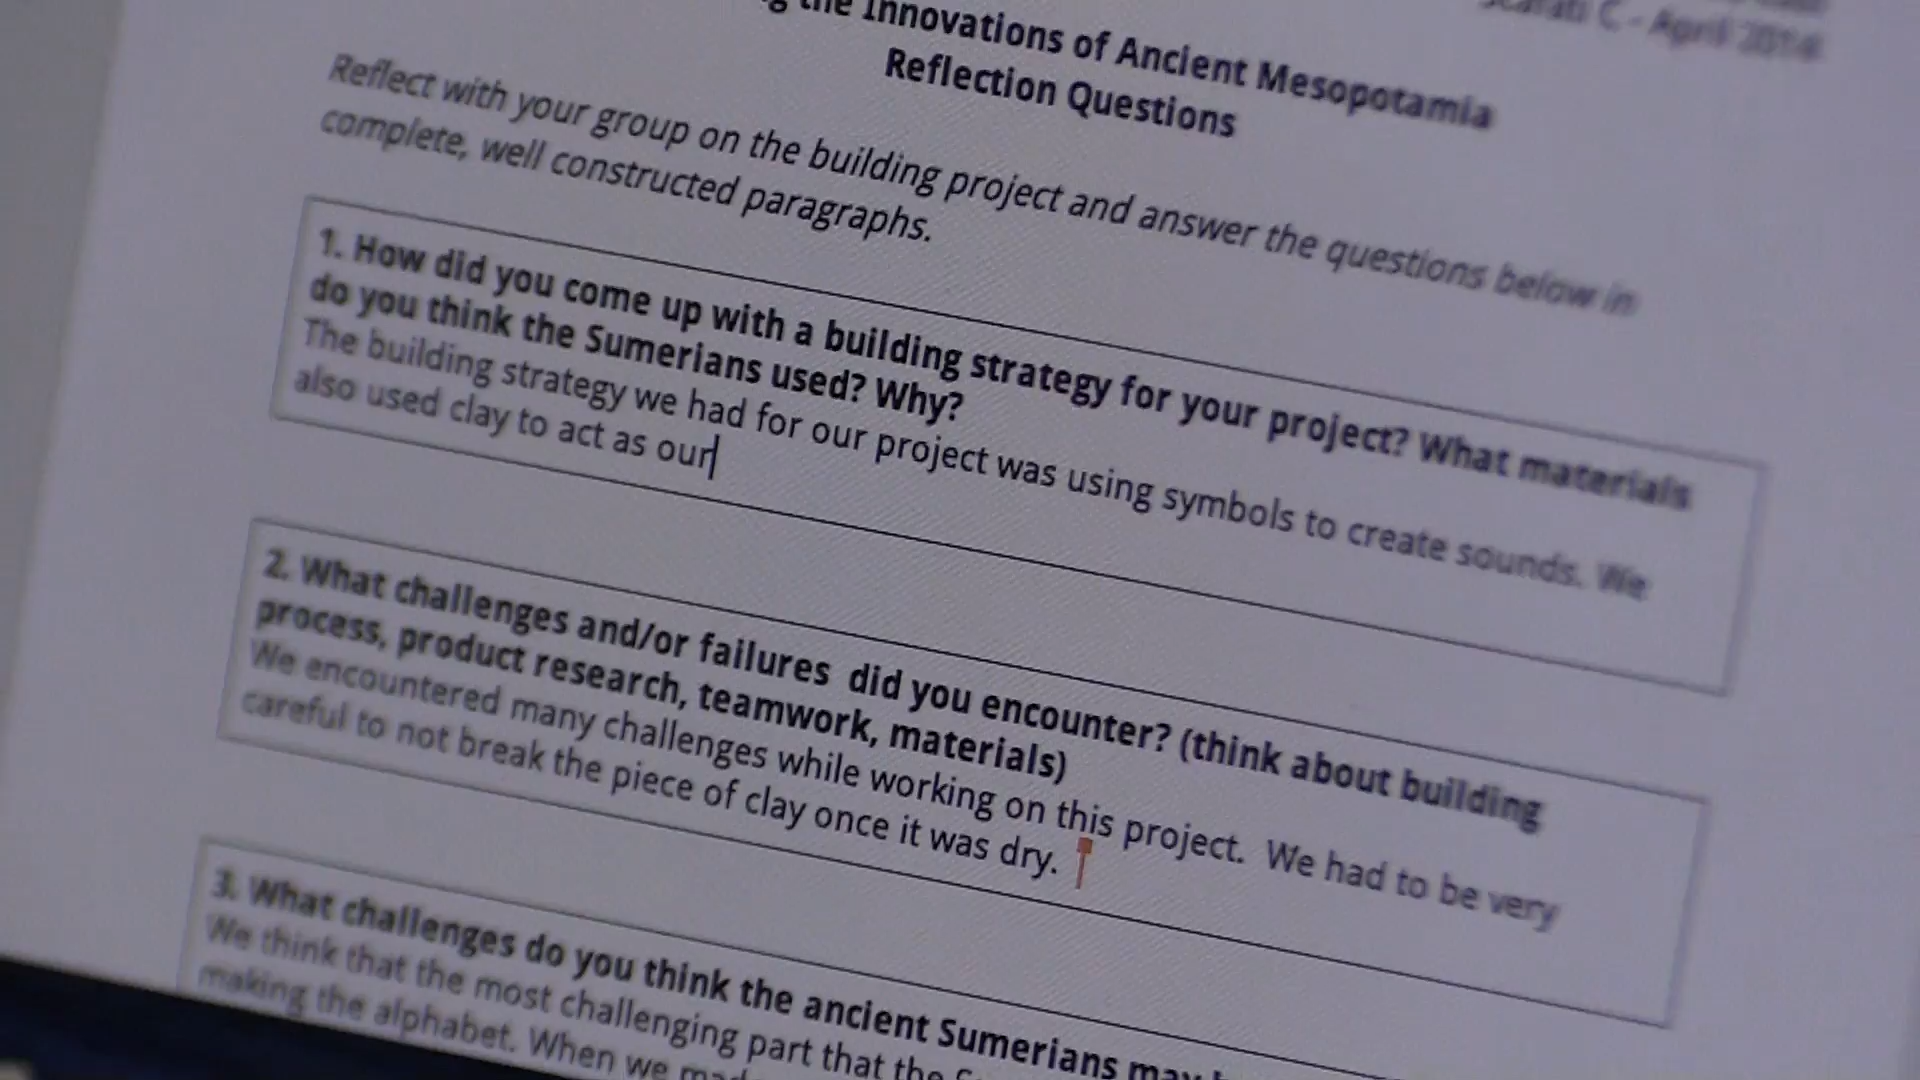 the Innovations of Ancient Mesopotamia
C - April 2014
Reflection Questions
Reflect with your group on the building project and answer the questions below in
complete, well constructed paragraphs.
1. How did you come up with a building strategy for your project? What materials
do you think the Sumerians used? Why?
The building strategy we had for our project was using symbols to create sounds. We
also used clay to act as our
2. What challenges and/or failures  did you encounter? (think about building
process, product research, teamwork, materials)
We encountered many challenges while working on this project.  We had to be very
careful to not break the piece of clay once it was dry.
3. What challenges do you think the ancient Sumerians may
We think that the most challenging part that the
making the alphabet. When we